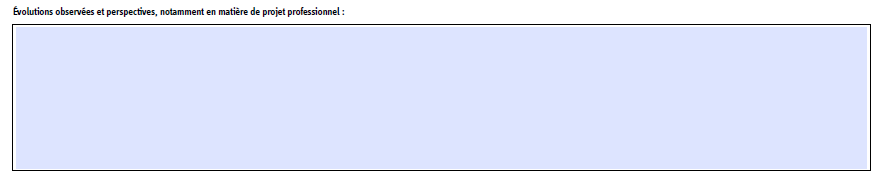 Évolutions observées et perspectives, notamment en matière de projet professionnel :